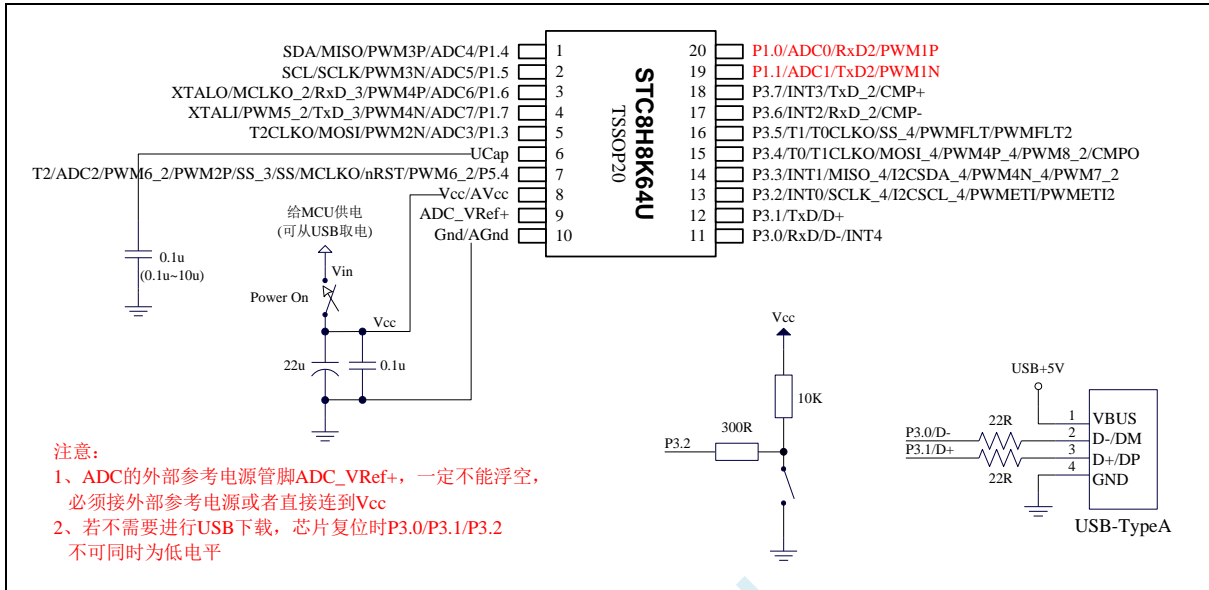 SDA/MISO/PWM3P/ADC4/P1.4
SCL/SCLK/PWM3N/ADC5/P1.5
XTALO/MCLKO_2/RxD_3/PWM4P/ADC6/P1.6
XTALI/PWM5_2/TxD_3/PWM4N/ADC7/P1.7
T2CLKO/MOSI/PWM2N/ADC3/P1.3
UCap
T2/ADC2/PWM6_2/PWM2P/SS_3/SS/MCLKO/nRST/PWM6_2/P5.4
Vcc/AVcc
ADC_VRef+
Gnd/AGnd
1
2
3
4
5
6
7
8
9
10
STC8H8K64U
TSSOP20
20
19
18
17
16
15
14
13
12
11
P1.0/ADC0/RxD2/PWM1P
P1.1/ADC1/TxD2/PWM1N
P3.7/INT3/TxD_2/CMP+
P3.6/INT2/RxD_2/CMP-
P3.5/T1/T0CLKO/SS_4/PWMFLT/PWMFLT2
P3.4/T0/T1CLKO/MOSI_4/PWM4P_4/PWM8_2/CMPO
P3.3/INT1/MISO_4/I2CSDA_4/PWM4N_4/PWM7_2
P3.2/INT0/SCLK_4/I2CSCL_4/PWMETI/PWMETI2
P3.1/TxD/D+
P3.0/RxD/D-/INT4
给MCU供电
(可从USB取电)
0.1u
(0.1u~10u)
Vin
Power On
Vcc
22u
0.1u
Vcc
10K
300R
P3.2
USB+5V
22R
P3.0/D-
P3.1/D+
22R
1
2
3
4
VBUS
D-/DM
D+/DP
GND
USB-TypeA
注意:
1、ADC的外部参考电源管脚ADC_VRef+，一定不能浮空，
必须接外部参考电源或者直接连到Vcc
2、若不需要进行USB下载，芯片复位时P3.0/P3.1/P3.2
不可同时为低电平